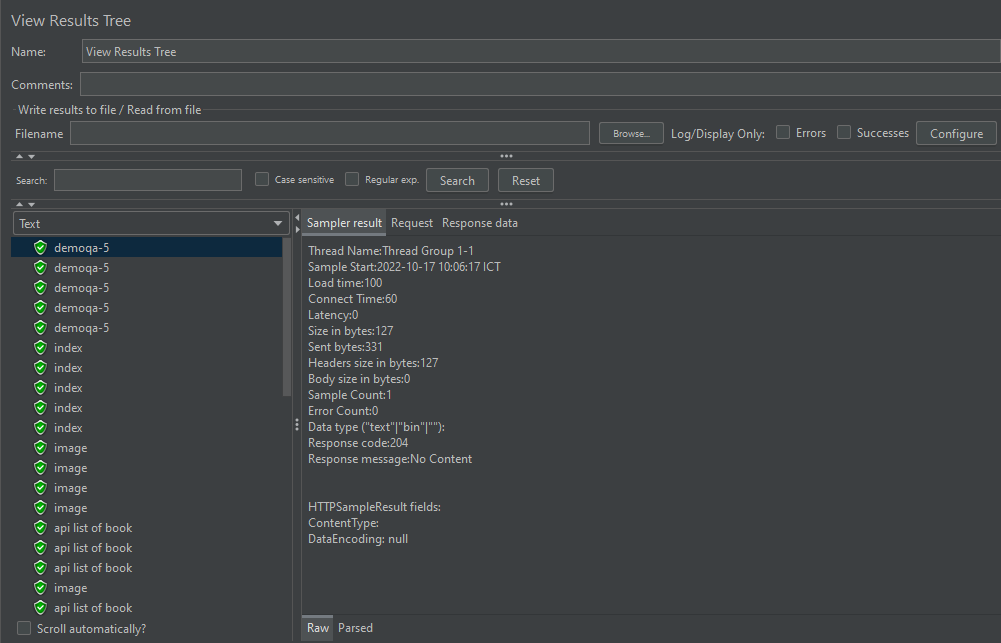 View Results Tree
Name: View Results Tree
Comments:
Write results to file / Read from file
Filename Browse... Log/Display Only: Errors Successes Configure
Search: Case sensitive Regular exp. Search Reset
Text
demoqa-5
demoqa-5
demoqa-5
demoqa-5
demoqa-5
index
index
index
index
index
image
image
image
image
api list of book
api list of book
api list of book
image
api list of book
Scroll automatically?
Sampler result Request Response data
Thread Name:Thread Group 1-1
Sample Start:2022-10-17 10:06:17 ICT
Load time:100
Connect Time:60
Latency:0
Size in bytes:127
Sent bytes:331
Headers size in bytes:127
Body size in bytes:0
Sample Count:1
Error Count:0
Data type ("text"|"bin"|""):
Response code:204
Response message:No Content
HTTPSampleResult fields:
ContentType:
DataEncoding: null
Raw Parsed